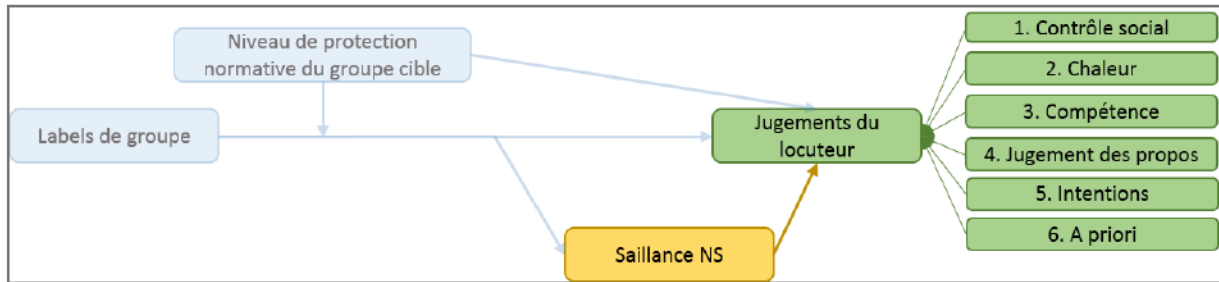 Niveau de protection
normative du groupe cible
Labels de groupe
Jugements du
locuteur
Saillance NS
1. Contrôle social
2. Chaleur
3. Compétence
4. Jugement des propos
5. Intentions
6. A priori